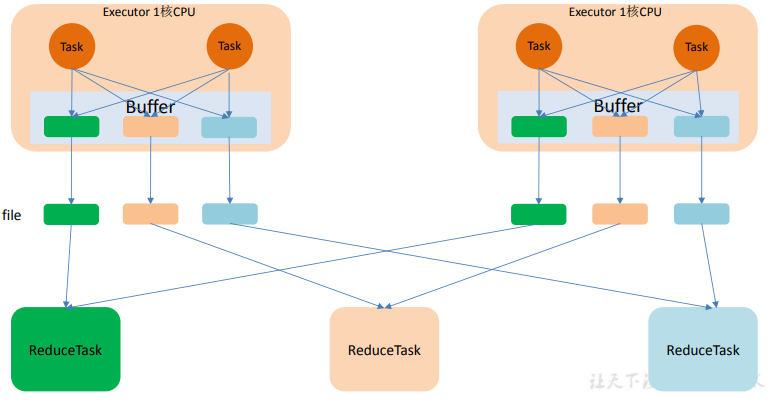 Executor 1核CPU
Executor 1核CPU
Task
Task
Task
Task
Buffer
Buffer
file
ReduceTask
ReduceTask
ReduceTask
让天下